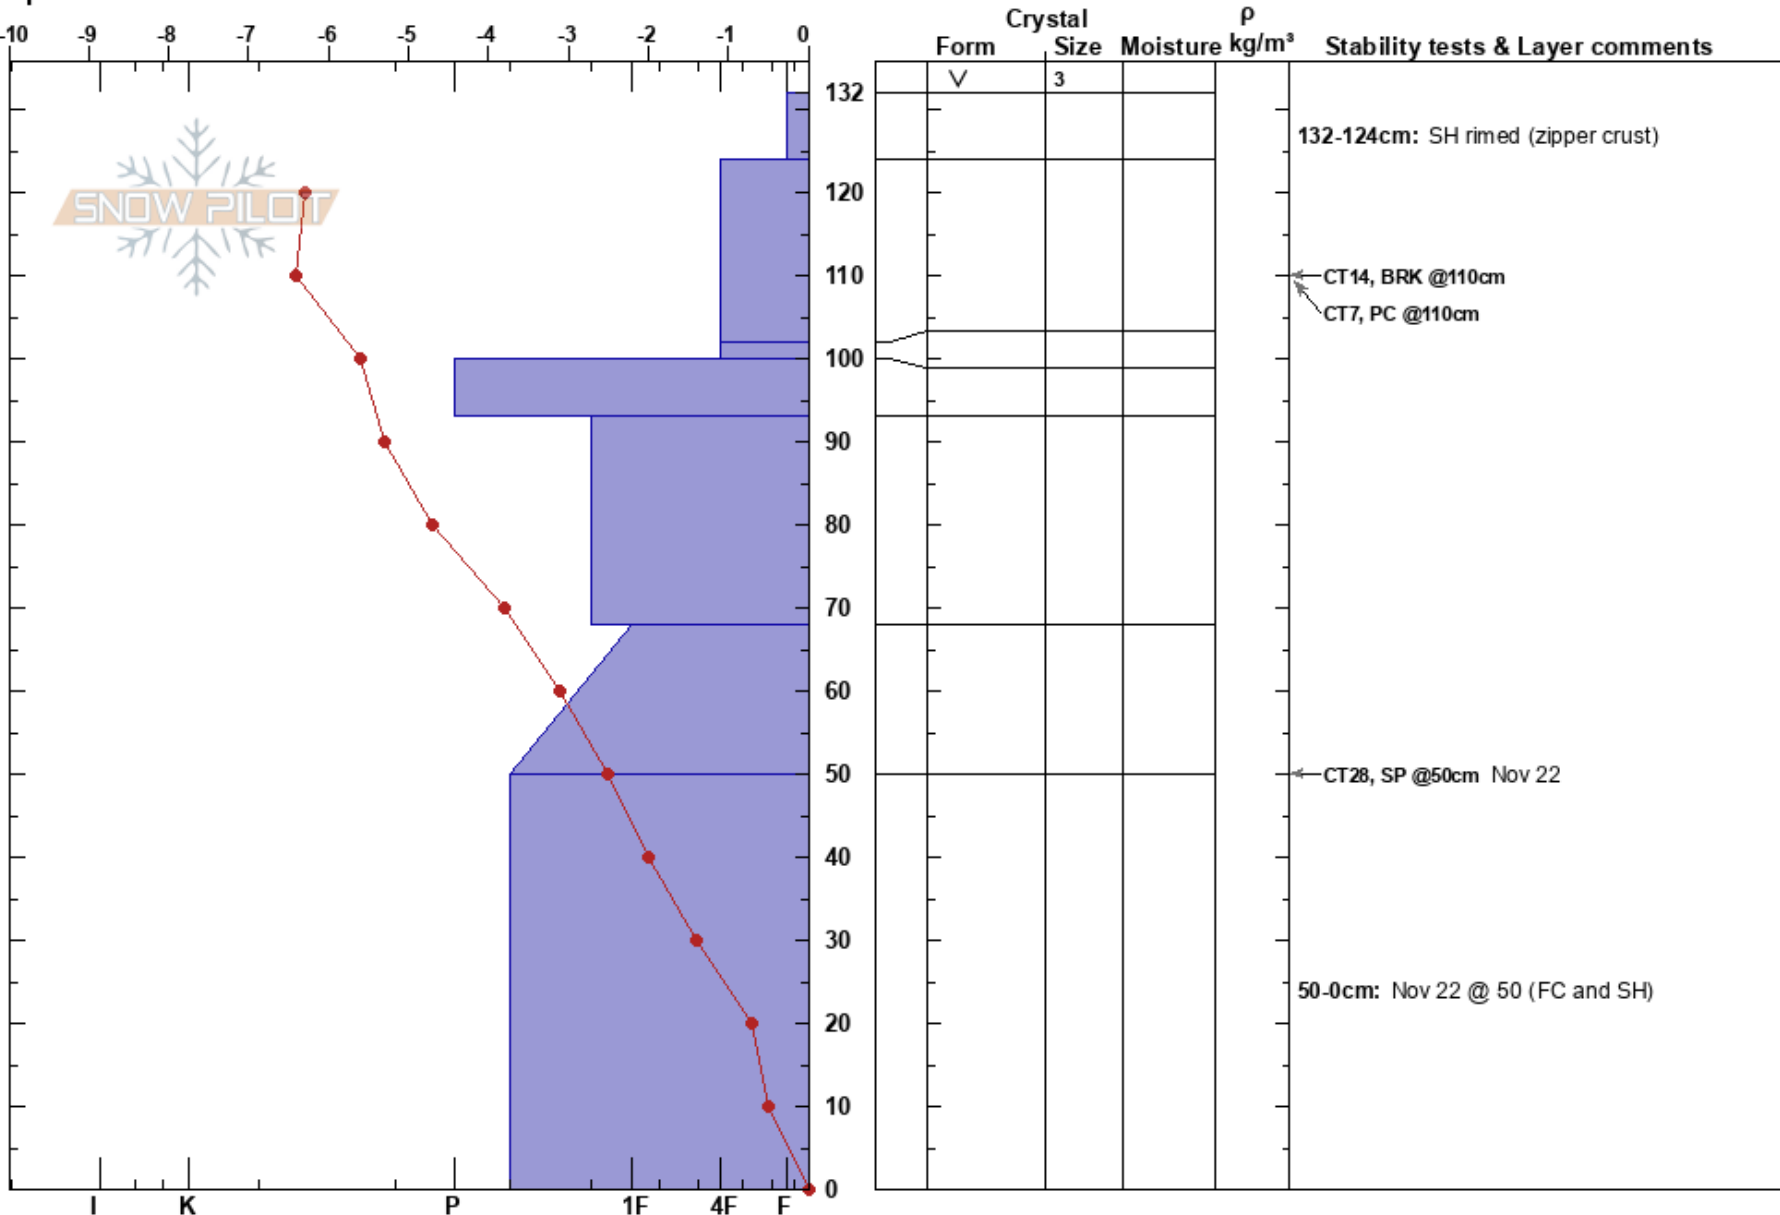 -10 -9 -8 -7 -6 -5 -4 -3 -2 -1 0
Crystal ρ
Form Size Moisture kg/m³ Stability tests & Layer comments
3
132
132-124cm: SH rimed (zipper crust)
120
SNOW PILOT
110
CT14, BRK @110cm
CT7, PC @110cm
100
90
80
70
60
50
CT28, SP @50cm Nov 22
40
30
50-0cm: Nov 22 @ 50 (FC and SH)
20
10
0
I K P 1F 4F F